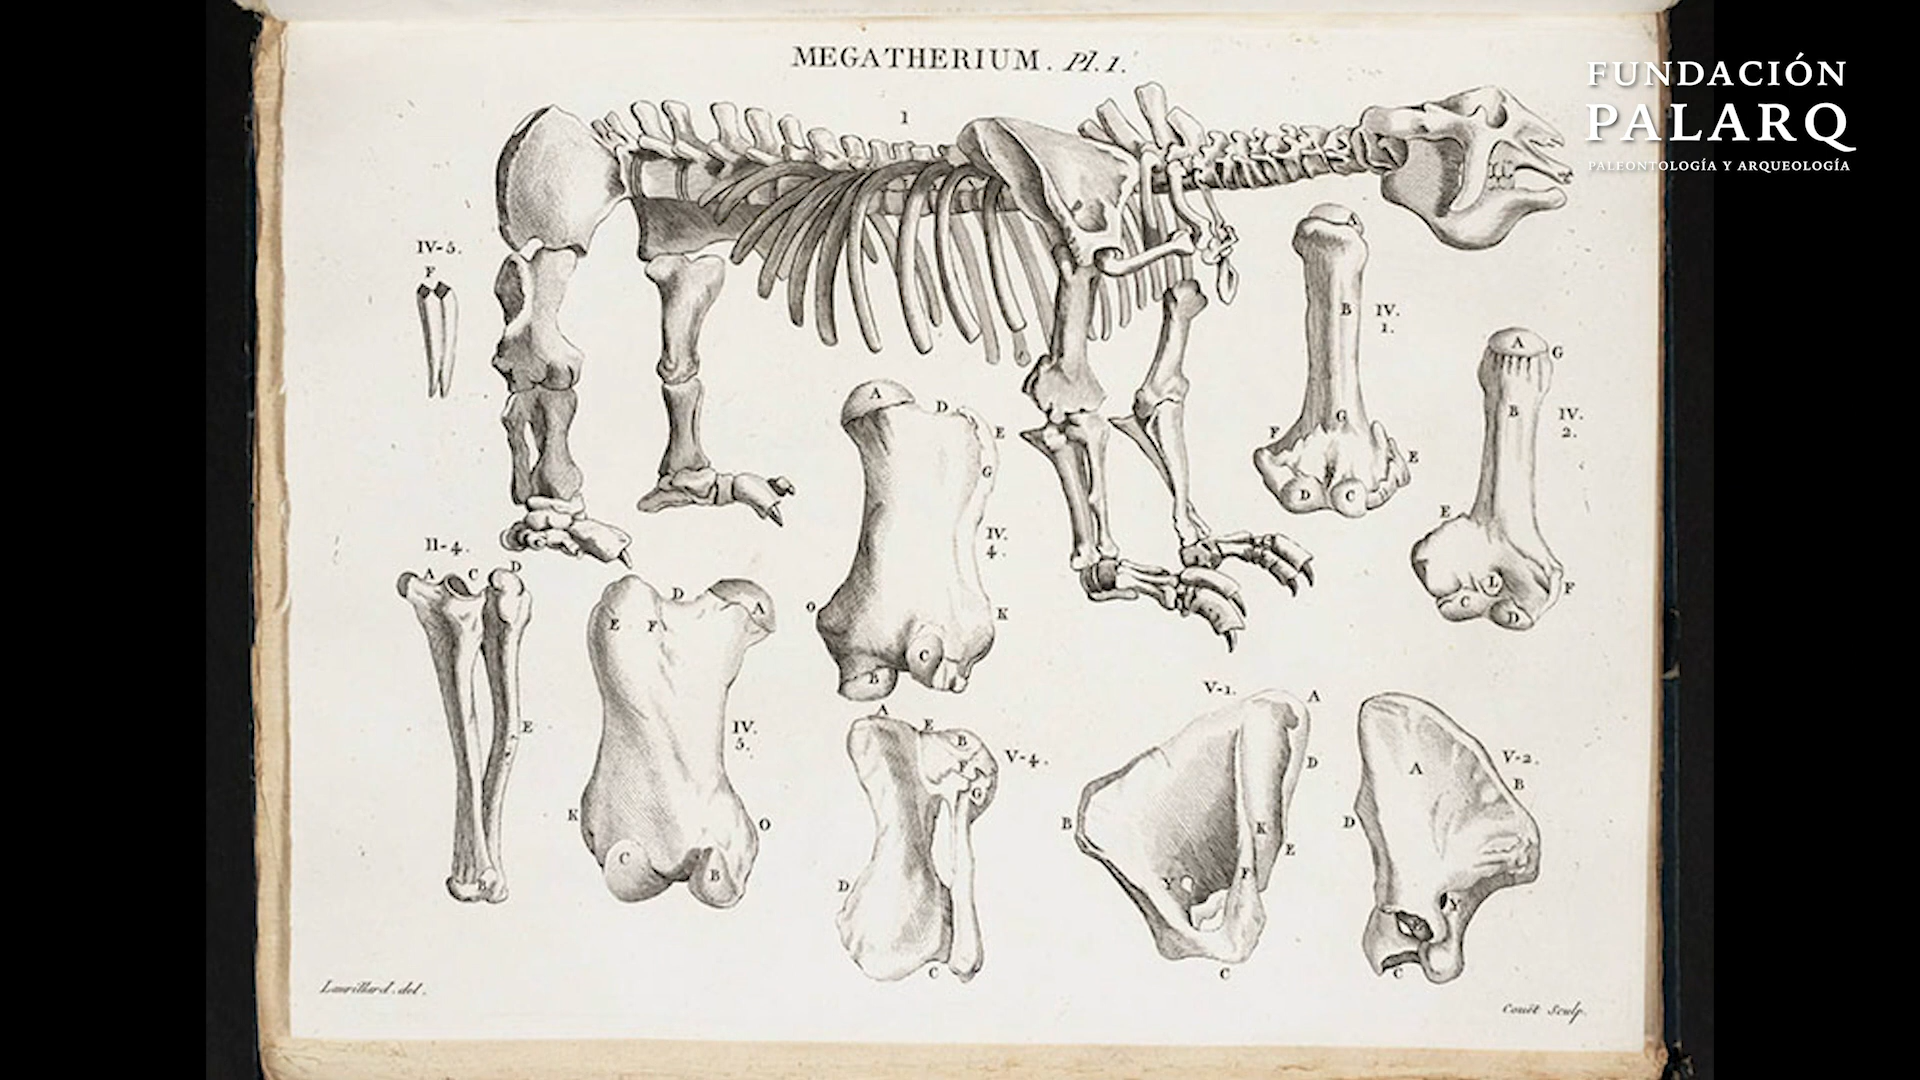 MEGATHERIUM. Pl. 1.
FUNDACIÓN
PALARQ
PALEONTOLOGÍA Y ARQUEOLOGÍA
1
IV-5.
F
A
B
IV.
1.
G
F
E
D
C
A
G
B
IV.
2.
E
L
F
C
D
A
D
E
G
IV.
4.
O
K
C
B
II-4.
A
C
D
E
B
D
A
E
F
IV.
5.
K
O
C
B
A
E
B
V-4.
F
G
D
C
V-1.
A
D
B
K
E
Y
F
C
V-2.
A
B
D
Y
C
Laurillard. del.
Couët Sculp.